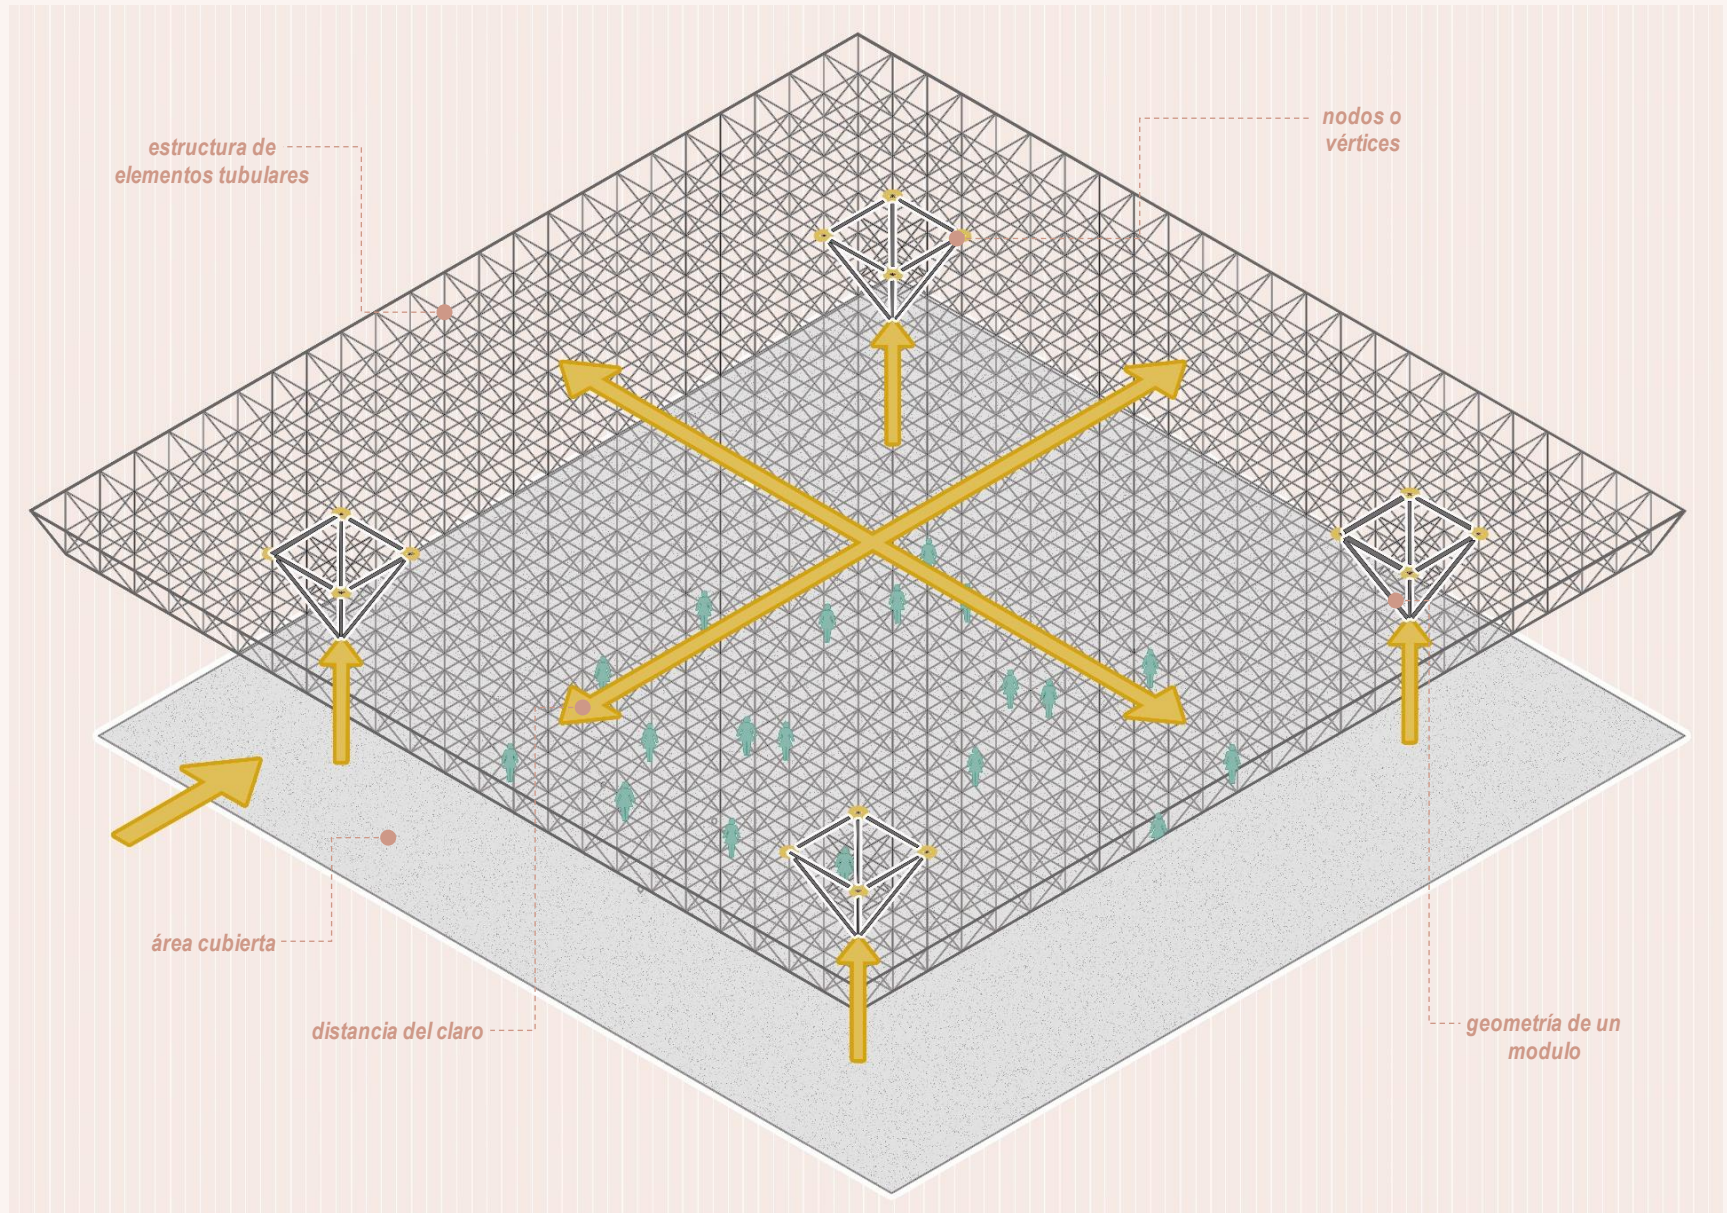 nodos o
vértices
estructura de
elementos tubulares
área cubierta
distancia del claro
geometría de un
modulo